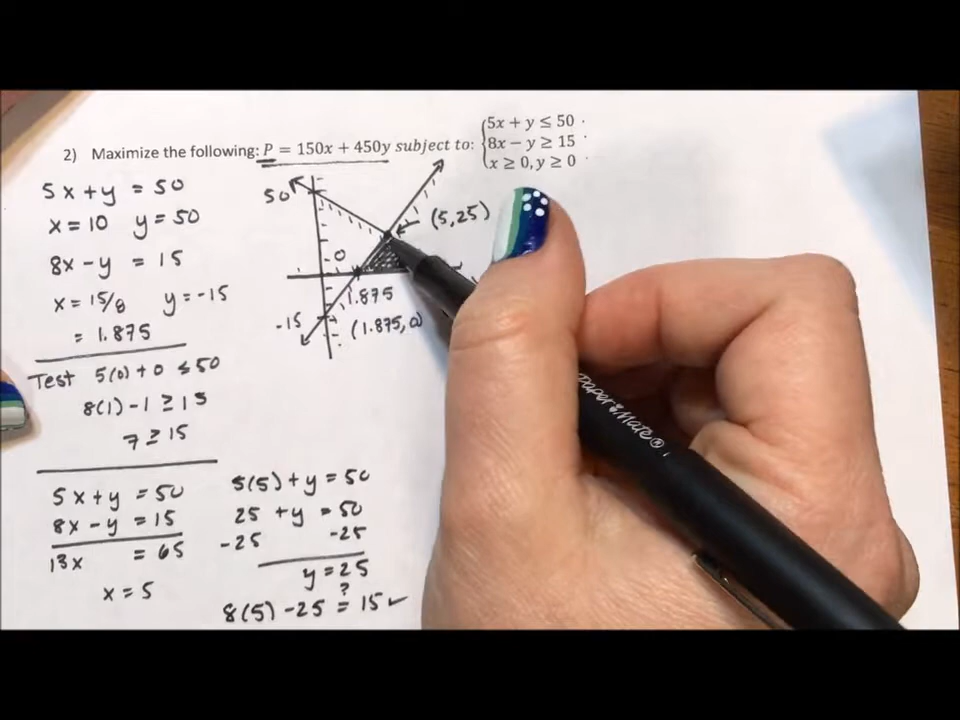 2) Maximize the following: P = 150x + 450y subject to:
5x + y ≤ 50
8x − y ≥ 15
x ≥ 0, y ≥ 0
5x + y = 50
x = 10 y = 50
8x − y = 15
x = 15/8 y = -15
= 1.875
50
(5,25)
0
1.875
-15
(1.875,0)
Test 5(0) + 0 ≤ 50
8(1) - 1 ≥ 15
7 ≥ 15
5x + y = 50
8x − y = 15
13x = 65
x = 5
5(5) + y = 50
25 + y = 50
-25 -25
y = 25
?
8(5) - 25 = 15 ✓
PAPER:MATE®